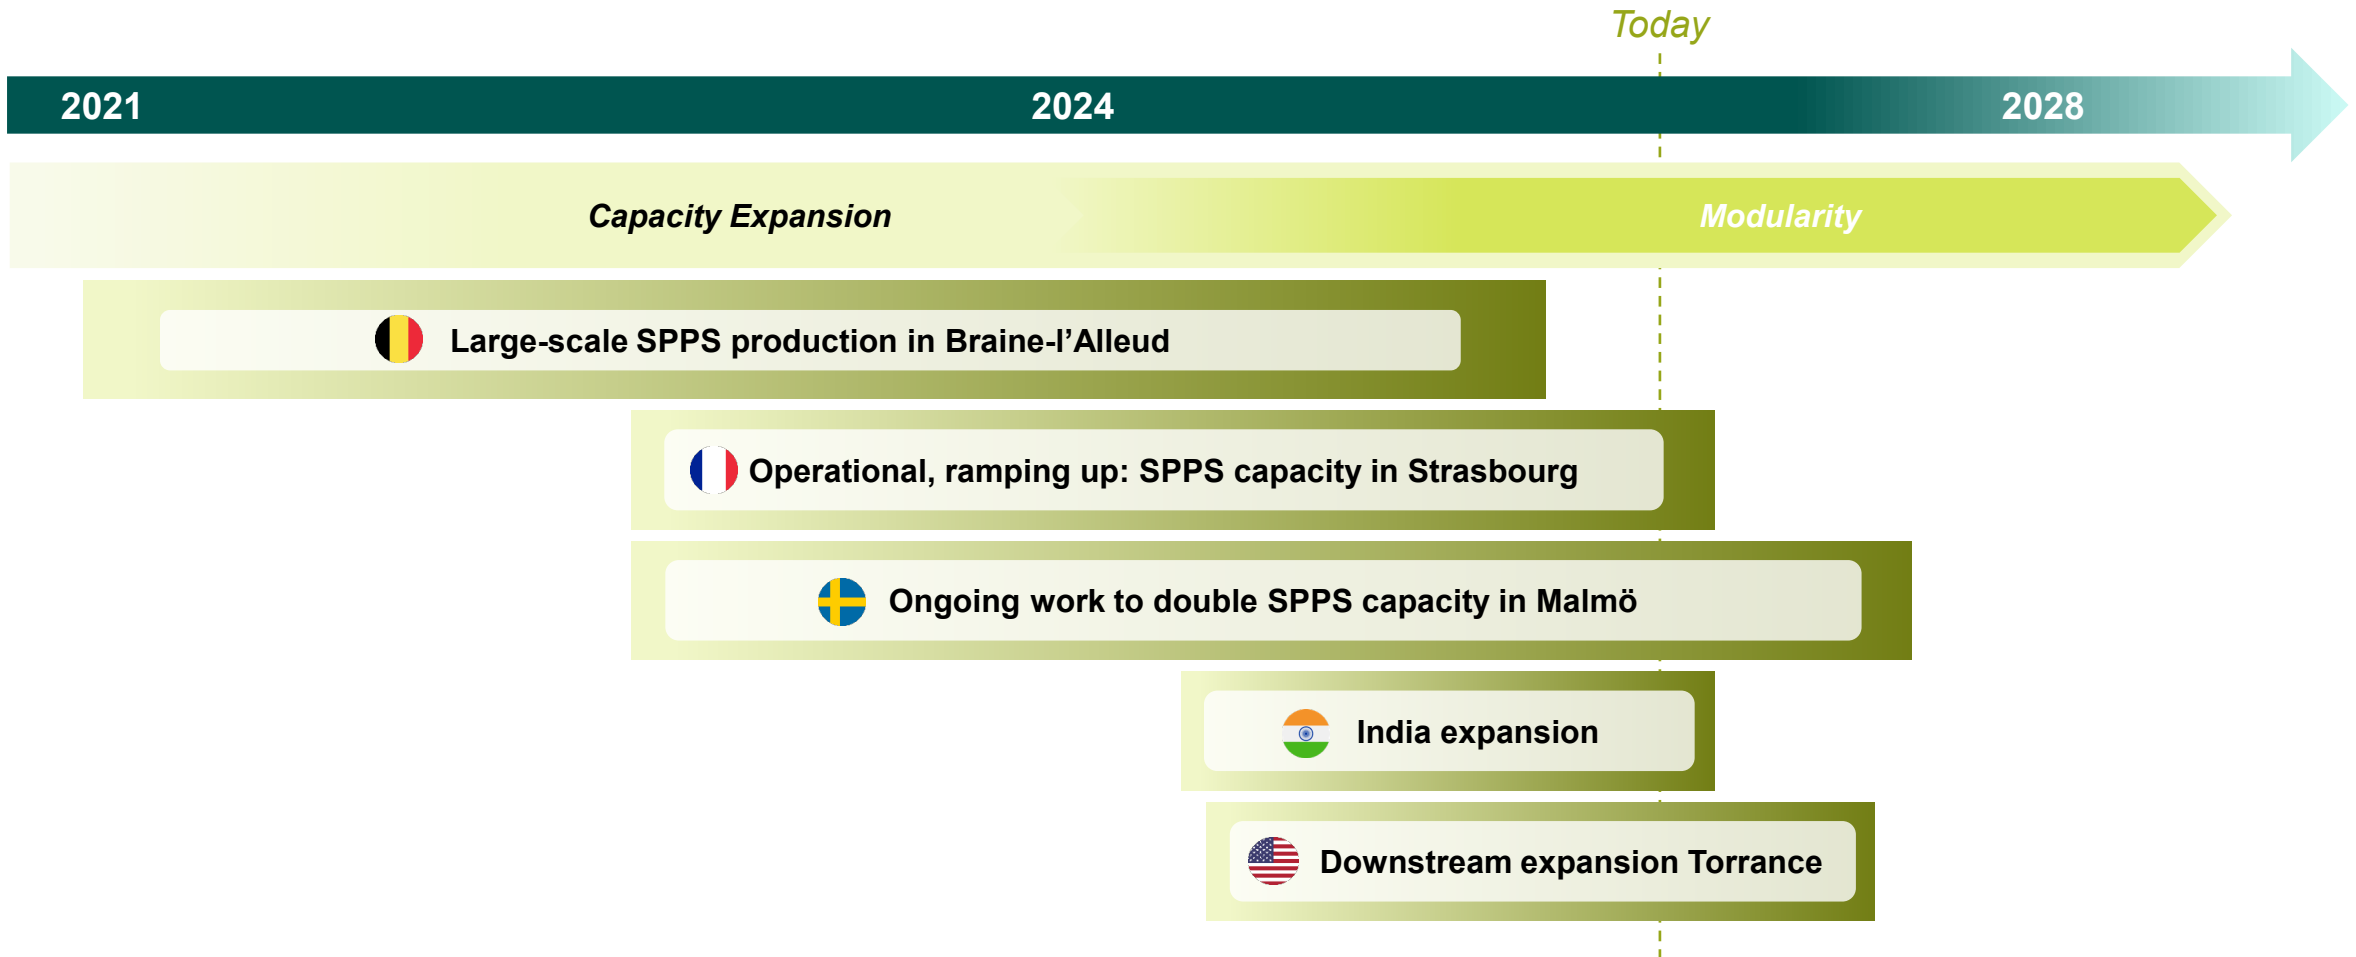 Today
2021 2024 2028
Capacity Expansion Modularity
Large-scale SPPS production in Braine-l’Alleud
Operational, ramping up: SPPS capacity in Strasbourg
Ongoing work to double SPPS capacity in Malmö
India expansion
Downstream expansion Torrance